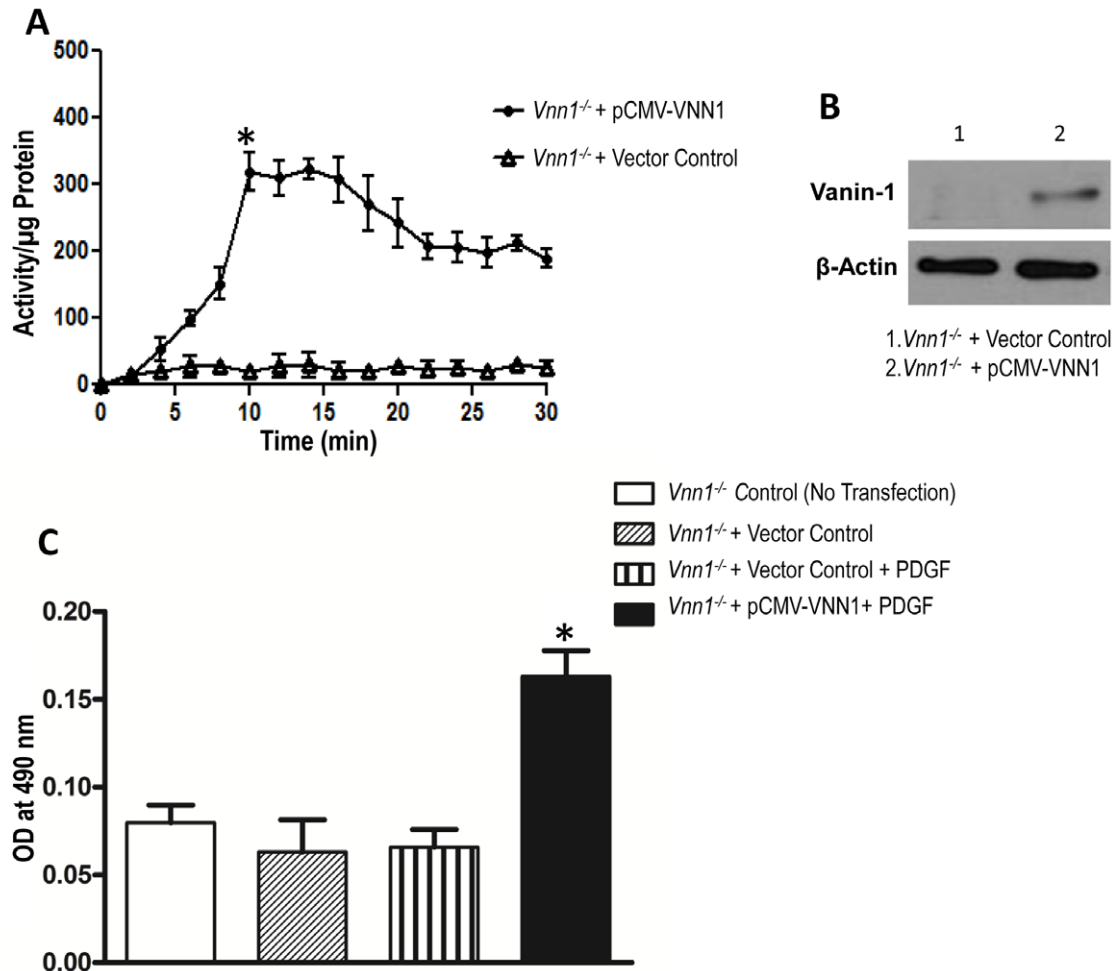 A
500
400
300
200
100
0
Activity/µg Protein
*
0 5 10 15 20 25 30
Time (min)
Vnn1-/- + pCMV-VNN1
Vnn1-/- + Vector Control
B
1 2
Vanin-1
β-Actin
1.Vnn1-/- + Vector Control
2.Vnn1-/- + pCMV-VNN1
C
Vnn1-/- Control (No Transfection)
Vnn1-/- + Vector Control
Vnn1-/- + Vector Control + PDGF
Vnn1-/- + pCMV-VNN1+ PDGF
0.20
0.15
0.10
0.05
0.00
OD at 490 nm
*